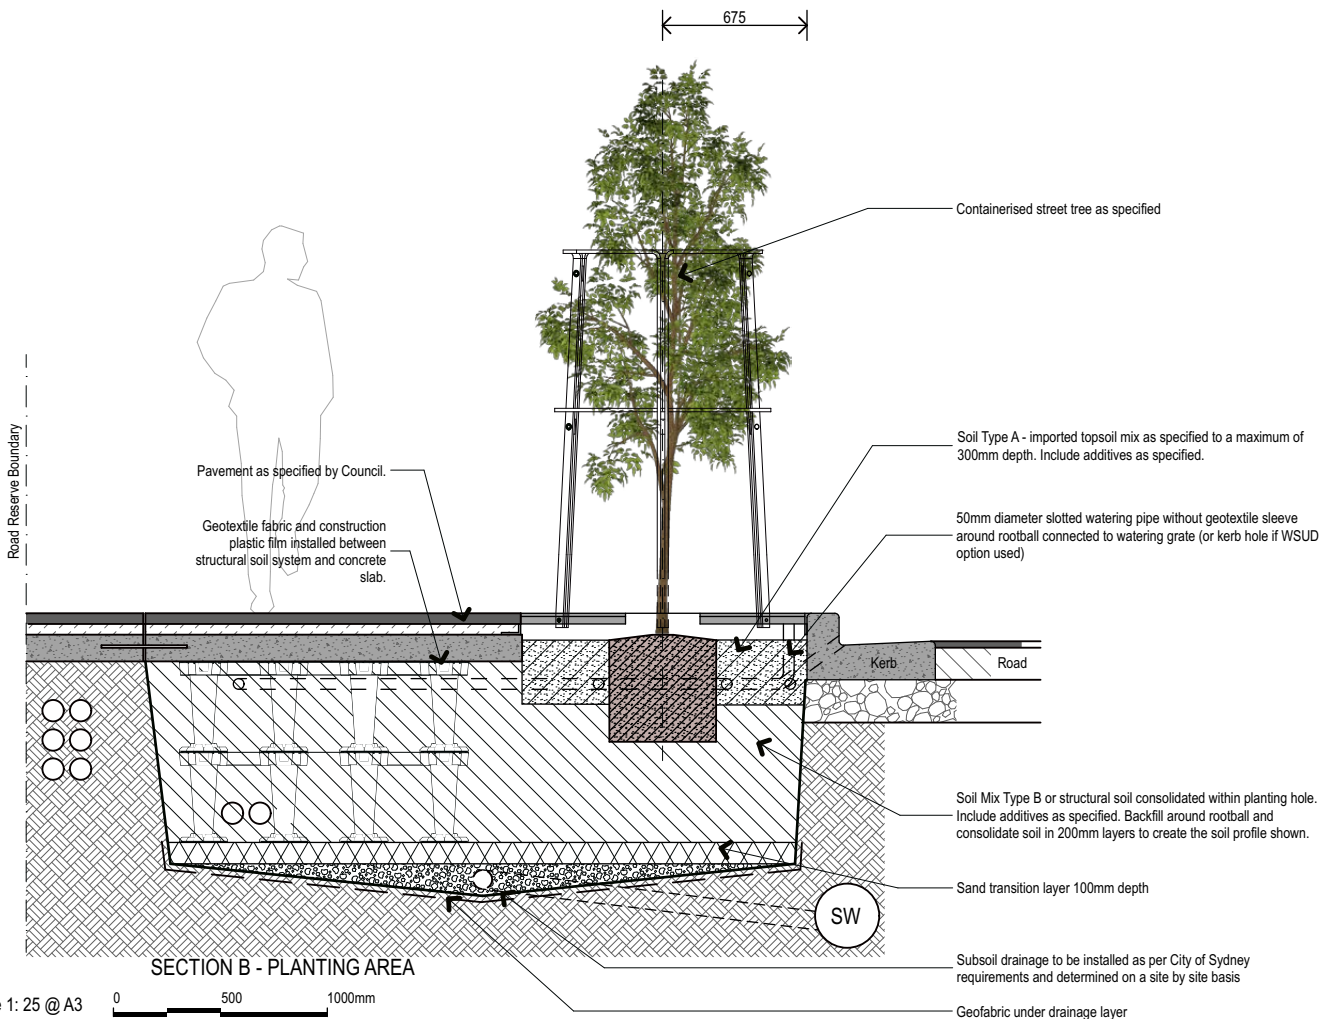 675
Containerised street tree as specified
Road Reserve Boundary
Pavement as specified by Council.
Soil Type A - imported topsoil mix as specified to a maximum of
300mm depth. Include additives as specified.
Geotextile fabric and construction
plastic film installed between
structural soil system and concrete
slab.
50mm diameter slotted watering pipe without geotextile sleeve
around rootball connected to watering grate (or kerb hole if WSUD
option used)
Kerb
Road
Soil Mix Type B or structural soil consolidated within planting hole.
Include additives as specified. Backfill around rootball and
consolidate soil in 200mm layers to create the soil profile shown.
Sand transition layer 100mm depth
SW
SECTION B - PLANTING AREA
Subsoil drainage to be installed as per City of Sydney
requirements and determined on a site by site basis
1: 25 @ A3
0 500 1000mm
Geofabric under drainage layer